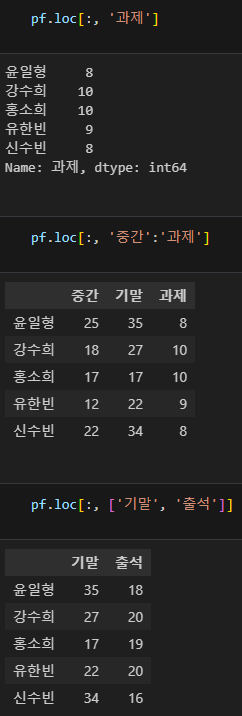 pf.loc[:, '과제']
윤일형 8
강수희 10
홍소희 10
유한빈 9
신수빈 8
Name: 과제, dtype: int64
pf.loc[:, '중간':'과제']
중간 기말 과제
윤일형 25 35 8
강수희 18 27 10
홍소희 17 17 10
유한빈 12 22 9
신수빈 22 34 8
pf.loc[:, ['기말', '출석']]
기말 출석
윤일형 35 18
강수희 27 20
홍소희 17 19
유한빈 22 20
신수빈 34 16